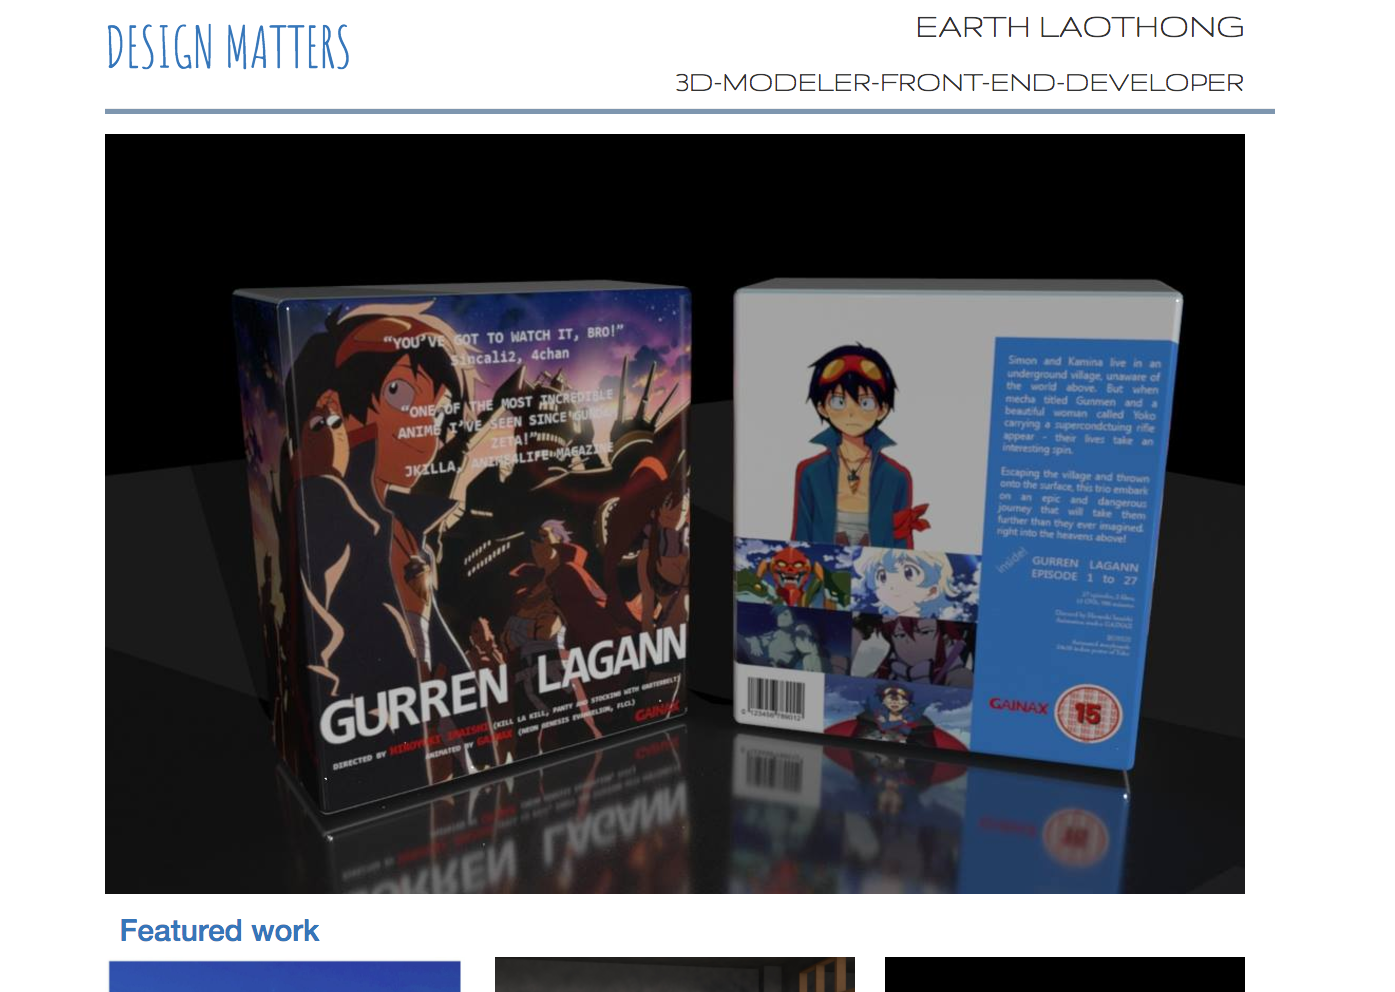 DESIGN MATTERS
EARTH LAOTHONG
3D-MODELER-FRONT-END-DEVELOPER
“YOU’VE GOT TO WATCH IT, BRO!”
Sincali2, 4chan
“ONE OF THE MOST INCREDIBLE
ANIME I’VE SEEN SINCE
ZETA!”
JKILLA, ANIMEALIFE MAGAZINE
GURREN LAGANN
DIRECTED BY HIROYUKI IMAISHI (KILL LA KILL, PANTY AND STOCKING WITH GARTERBELT)
ANIMATED BY GAINAX (NEON GENESIS EVANGELION, FLCL)
GAINAX
Simon and Kamina live in an
underground village, unaware of
the world above. But when
mecha titled Gunmen and a
beautiful woman called Yoko
carrying a supercondctuing rifle
appear - their lives take an
interesting spin.
Escaping the village and thrown
onto the surface, this trio embark
on an epic and dangerous
journey that will take them
further than they ever imagined.
right into the heavens above!
inside!
GURREN LAGANN
EPISODE 1 to 27
GAINAX
15
0 123456 789012
Featured work